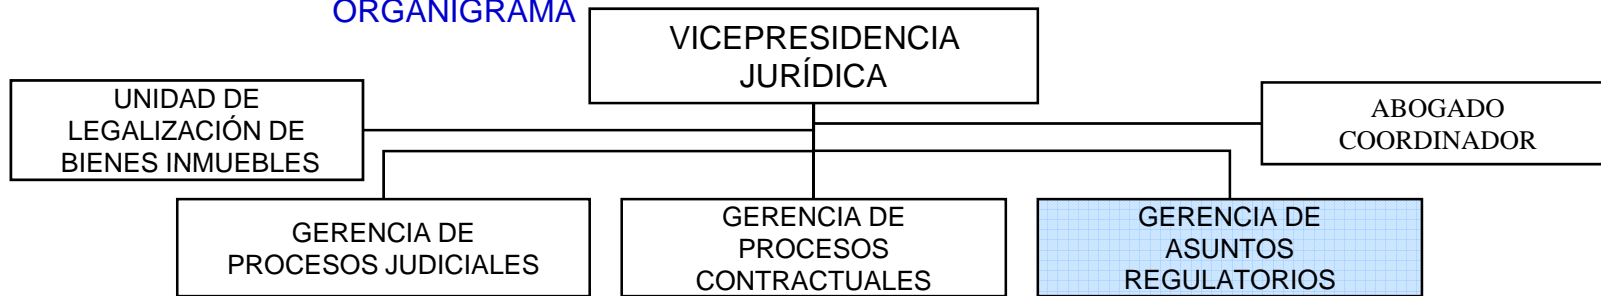 ORGANIGRAMA
VICEPRESIDENCIA
JURÍDICA
UNIDAD DE
LEGALIZACIÓN DE
BIENES INMUEBLES
ABOGADO
COORDINADOR
GERENCIA DE
PROCESOS JUDICIALES
GERENCIA DE
PROCESOS
CONTRACTUALES
GERENCIA DE
ASUNTOS
REGULATORIOS